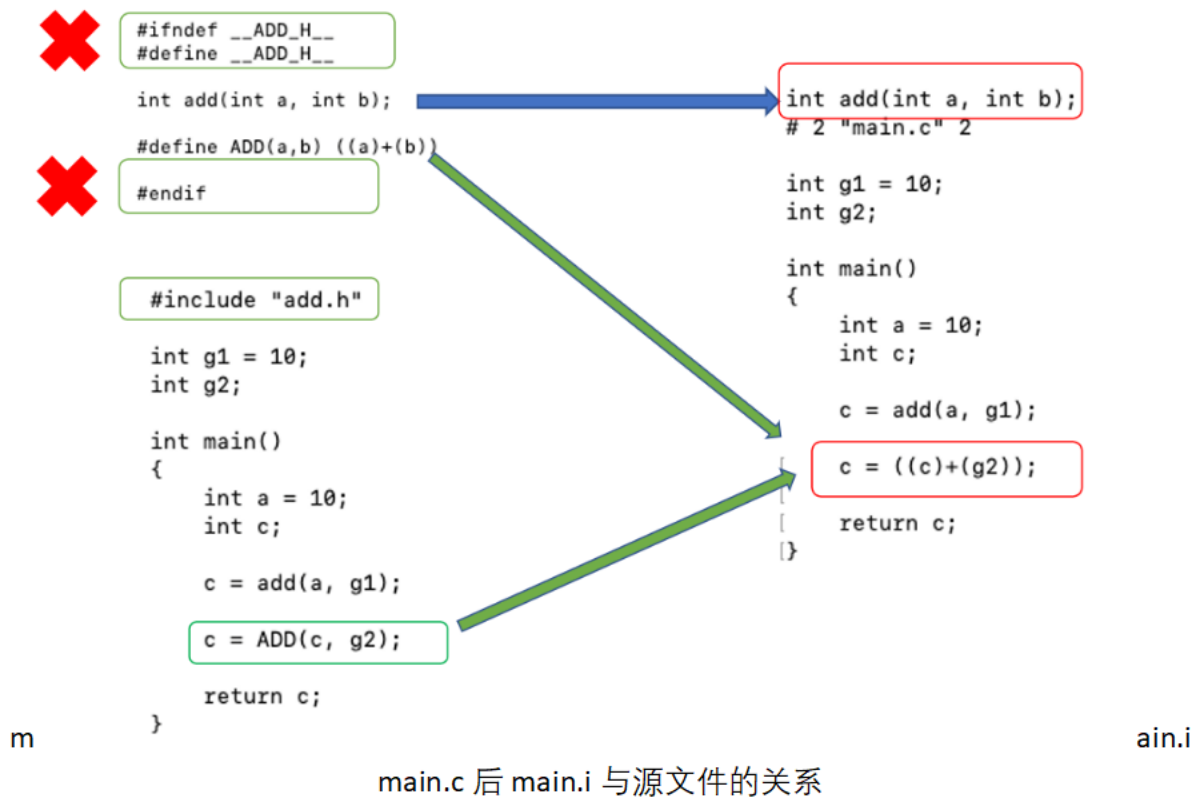 #ifndef __ADD_H__
#define __ADD_H__
int add(int a, int b);
#define ADD(a,b) ((a)+(b))
#endif
#include "add.h"
int g1 = 10;
int g2;
int main()
{
int a = 10;
int c;
c = add(a, g1);
c = ADD(c, g2);
return c;
}
int add(int a, int b);
# 2 "main.c" 2
int g1 = 10;
int g2;
int main()
{
int a = 10;
int c;
c = add(a, g1);
[
c = ((c)+(g2));
[
[ return c;
[}
m
ain.i
main.c 后 main.i 与源文件的关系